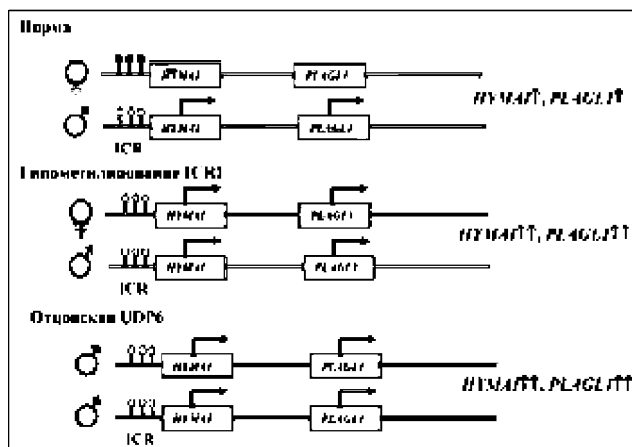 Норма
HYMAI PLAGL1
HYMAI↑, PLAGL1↑
HYMAI PLAGL1
ICR
Гипометилирование ICR1
HYMAI PLAGL1
HYMAI↑↑, PLAGL1↑↑
HYMAI PLAGL1
ICR
Отцовская UDP6
HYMAI PLAGL1
HYMAI↑↑, PLAGL1↑↑
HYMAI PLAGL1
ICR